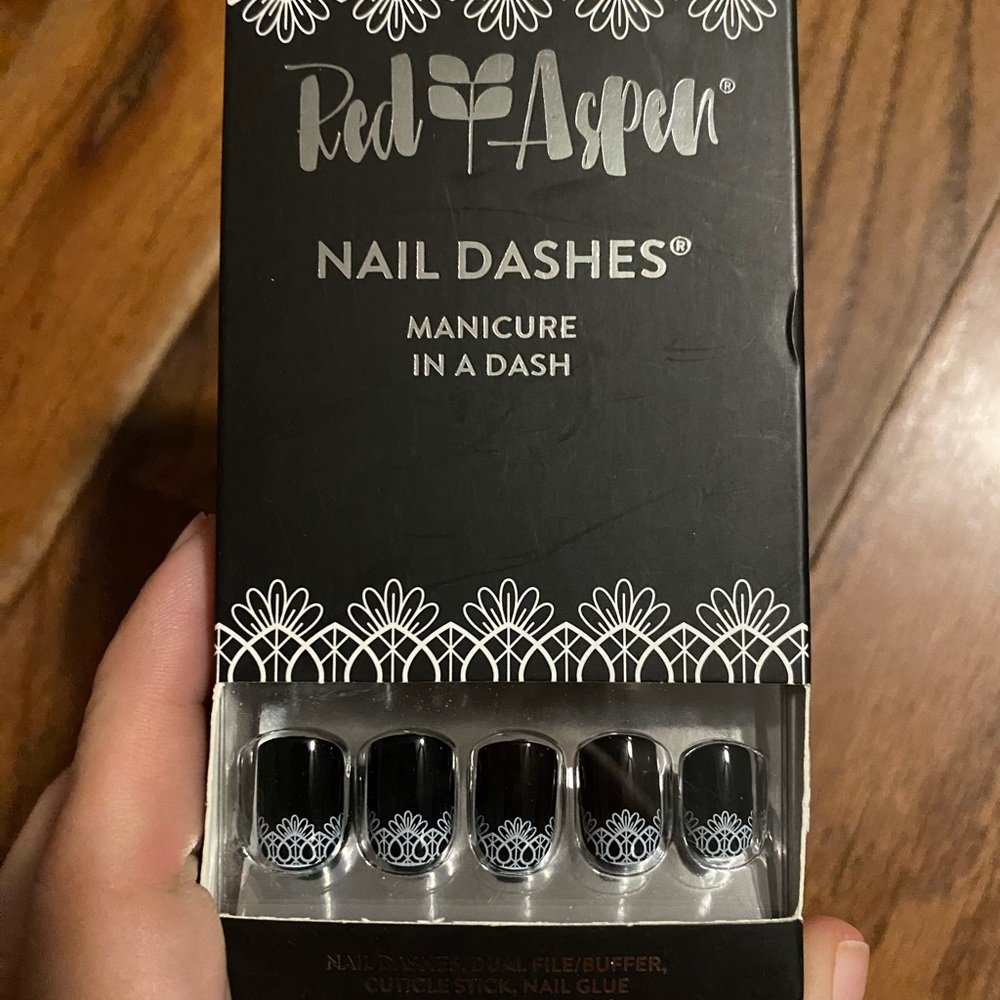 Red Aspen®
NAIL DASHES®
MANICURE
IN A DASH
NAIL DASHES, DUAL FILE/BUFFER,
CUTICLE STICK, NAIL GLUE